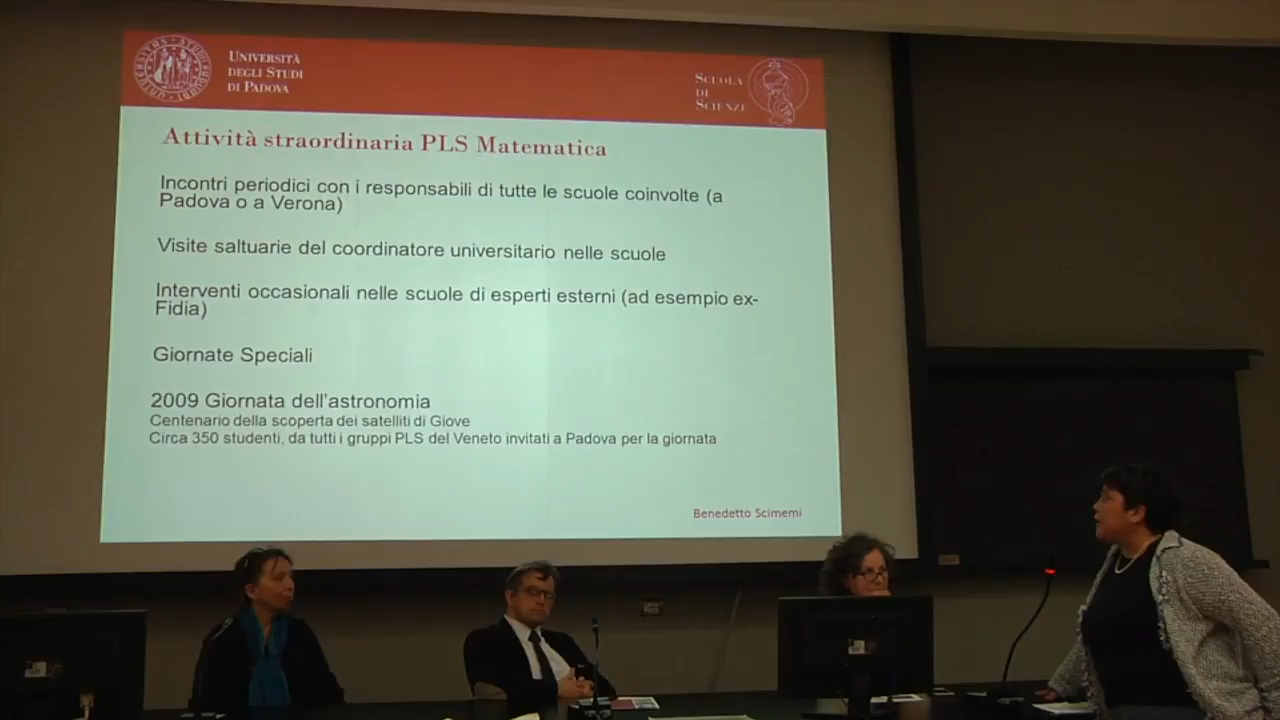 UNIVERSITÀ
DEGLI STUDI
DI PADOVA
SCUOLA
DI
SCIENZE
Attività straordinaria PLS Matematica
Incontri periodici con i responsabili di tutte le scuole coinvolte (a
Padova o a Verona)
Visite saltuarie del coordinatore universitario nelle scuole
Interventi occasionali nelle scuole di esperti esterni (ad esempio ex-
Fidia)
Giornate Speciali
2009 Giornata dell'astronomia
Centenario della scoperta dei satelliti di Giove
Circa 350 studenti, da tutti i gruppi PLS del Veneto invitati a Padova per la giornata
Benedetto Scimemi